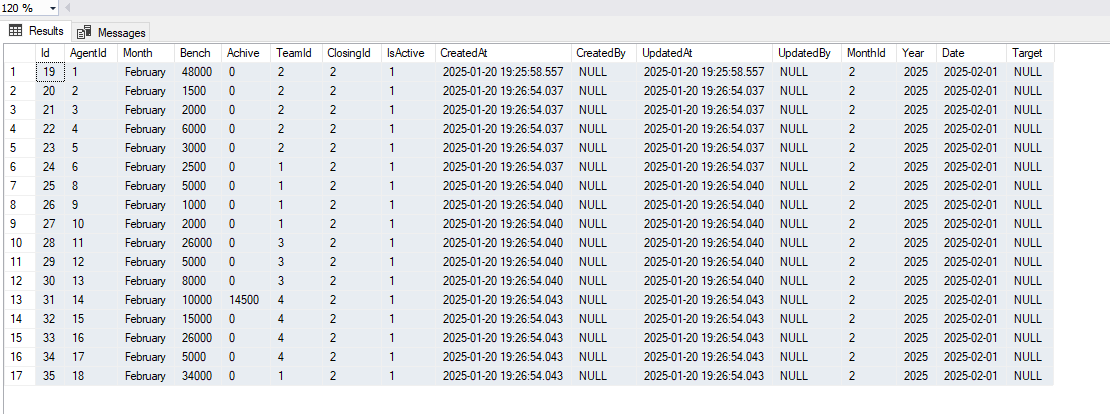 120 %
Results Messages
Id AgentId Month Bench Achive TeamId ClosingId IsActive CreatedAt CreatedBy UpdatedAt UpdatedBy MonthId Year Date Target
1 19 1 February 48000 0 2 2 1 2025-01-20 19:25:58.557 NULL 2025-01-20 19:25:58.557 NULL 2 2025 2025-02-01 NULL
2 20 2 February 1500 0 2 2 1 2025-01-20 19:26:54.037 NULL 2025-01-20 19:26:54.037 NULL 2 2025 2025-02-01 NULL
3 21 3 February 2000 0 2 2 1 2025-01-20 19:26:54.037 NULL 2025-01-20 19:26:54.037 NULL 2 2025 2025-02-01 NULL
4 22 4 February 6000 0 2 2 1 2025-01-20 19:26:54.037 NULL 2025-01-20 19:26:54.037 NULL 2 2025 2025-02-01 NULL
5 23 5 February 3000 0 2 2 1 2025-01-20 19:26:54.037 NULL 2025-01-20 19:26:54.037 NULL 2 2025 2025-02-01 NULL
6 24 6 February 2500 0 1 2 1 2025-01-20 19:26:54.037 NULL 2025-01-20 19:26:54.037 NULL 2 2025 2025-02-01 NULL
7 25 8 February 5000 0 1 2 1 2025-01-20 19:26:54.040 NULL 2025-01-20 19:26:54.040 NULL 2 2025 2025-02-01 NULL
8 26 9 February 1000 0 1 2 1 2025-01-20 19:26:54.040 NULL 2025-01-20 19:26:54.040 NULL 2 2025 2025-02-01 NULL
9 27 10 February 2000 0 1 2 1 2025-01-20 19:26:54.040 NULL 2025-01-20 19:26:54.040 NULL 2 2025 2025-02-01 NULL
10 28 11 February 26000 0 3 2 1 2025-01-20 19:26:54.040 NULL 2025-01-20 19:26:54.040 NULL 2 2025 2025-02-01 NULL
11 29 12 February 5000 0 3 2 1 2025-01-20 19:26:54.040 NULL 2025-01-20 19:26:54.040 NULL 2 2025 2025-02-01 NULL
12 30 13 February 8000 0 3 2 1 2025-01-20 19:26:54.040 NULL 2025-01-20 19:26:54.040 NULL 2 2025 2025-02-01 NULL
13 31 14 February 10000 14500 4 2 1 2025-01-20 19:26:54.043 NULL 2025-01-20 19:26:54.043 NULL 2 2025 2025-02-01 NULL
14 32 15 February 15000 0 4 2 1 2025-01-20 19:26:54.043 NULL 2025-01-20 19:26:54.043 NULL 2 2025 2025-02-01 NULL
15 33 16 February 26000 0 4 2 1 2025-01-20 19:26:54.043 NULL 2025-01-20 19:26:54.043 NULL 2 2025 2025-02-01 NULL
16 34 17 February 5000 0 4 2 1 2025-01-20 19:26:54.043 NULL 2025-01-20 19:26:54.043 NULL 2 2025 2025-02-01 NULL
17 35 18 February 34000 0 1 2 1 2025-01-20 19:26:54.043 NULL 2025-01-20 19:26:54.043 NULL 2 2025 2025-02-01 NULL